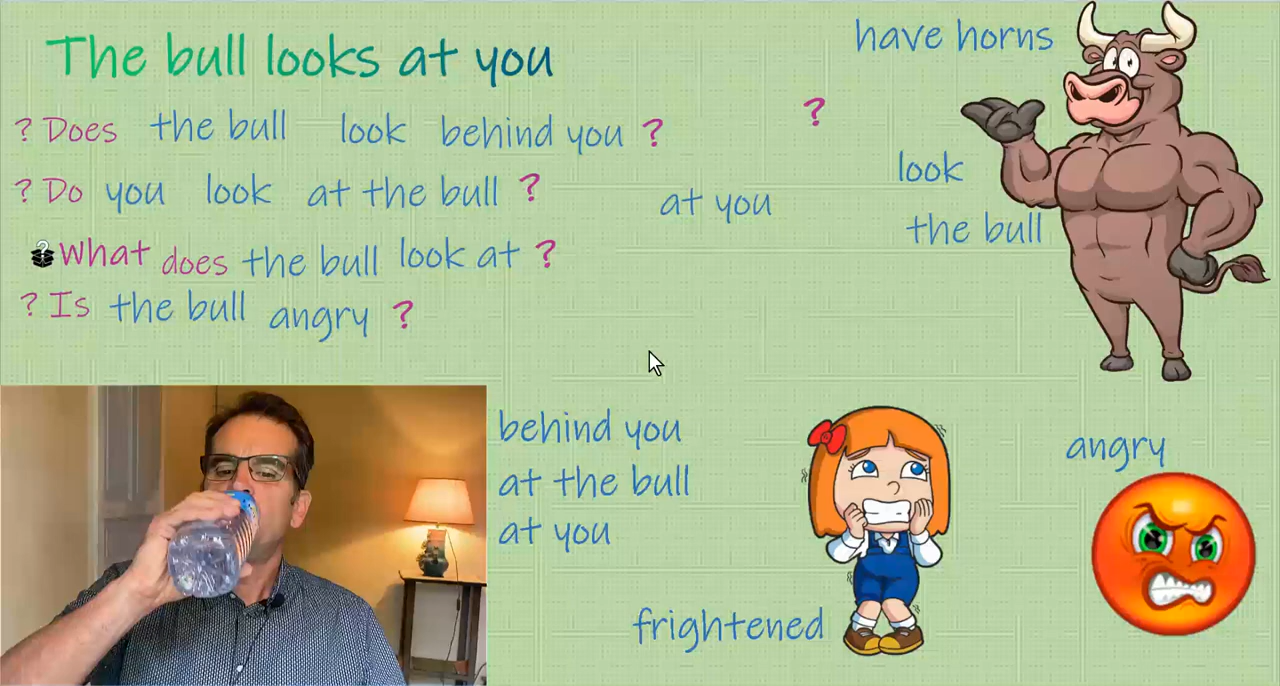 The bull looks at you
have horns
? Does the bull look behind you ?
?
look
? Do you look at the bull ?
at you
the bull
What does the bull look at ?
? Is the bull angry ?
behind you
angry
at the bull
at you
frightened